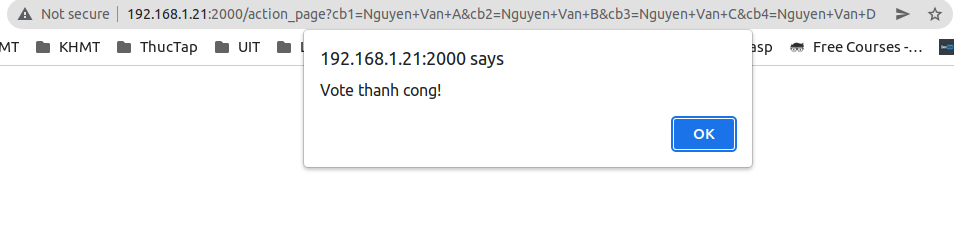 Not secure 192.168.1.21:2000/action_page?cb1=Nguyen+Van+A&cb2=Nguyen+Van+B&cb3=Nguyen+Van+C&cb4=Nguyen+Van+D
MT KHMT ThucTap UIT asp Free Courses -...
192.168.1.21:2000 says
Vote thanh cong!
OK